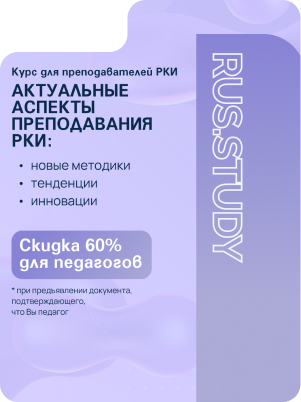 Курс для преподавателей РКИ
АКТУАЛЬНЫЕ
АСПЕКТЫ
ПРЕПОДАВАНИЯ
РКИ:
• новые методики
• тенденции
• инновации
Скидка 60%
для педагогов
* при предъявлении документа,
подтверждающего,
что Вы педагог
RUS.STUDY